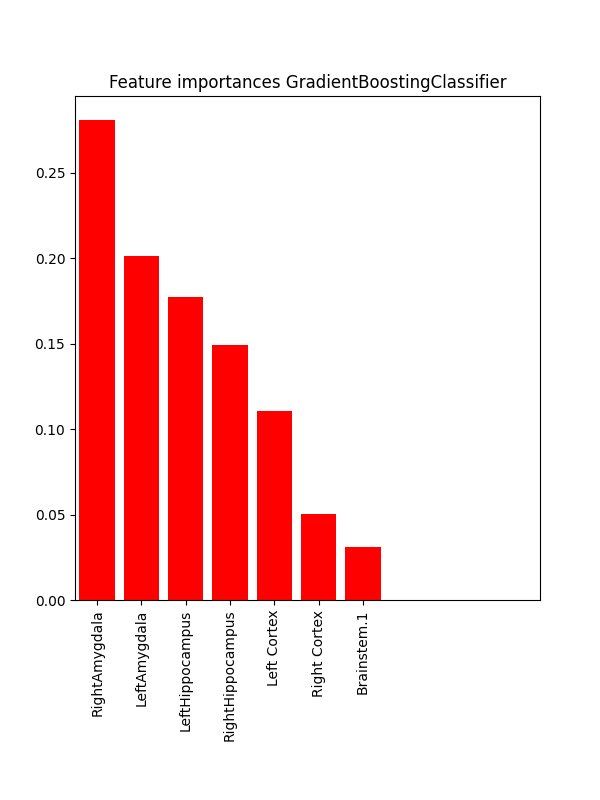 Feature importances GradientBoostingClassifier
0.25
0.20
0.15
0.10
0.05
0.00
RightAmygdala
LeftAmygdala
LeftHippocampus
RightHippocampus
Left Cortex
Right Cortex
Brainstem.1